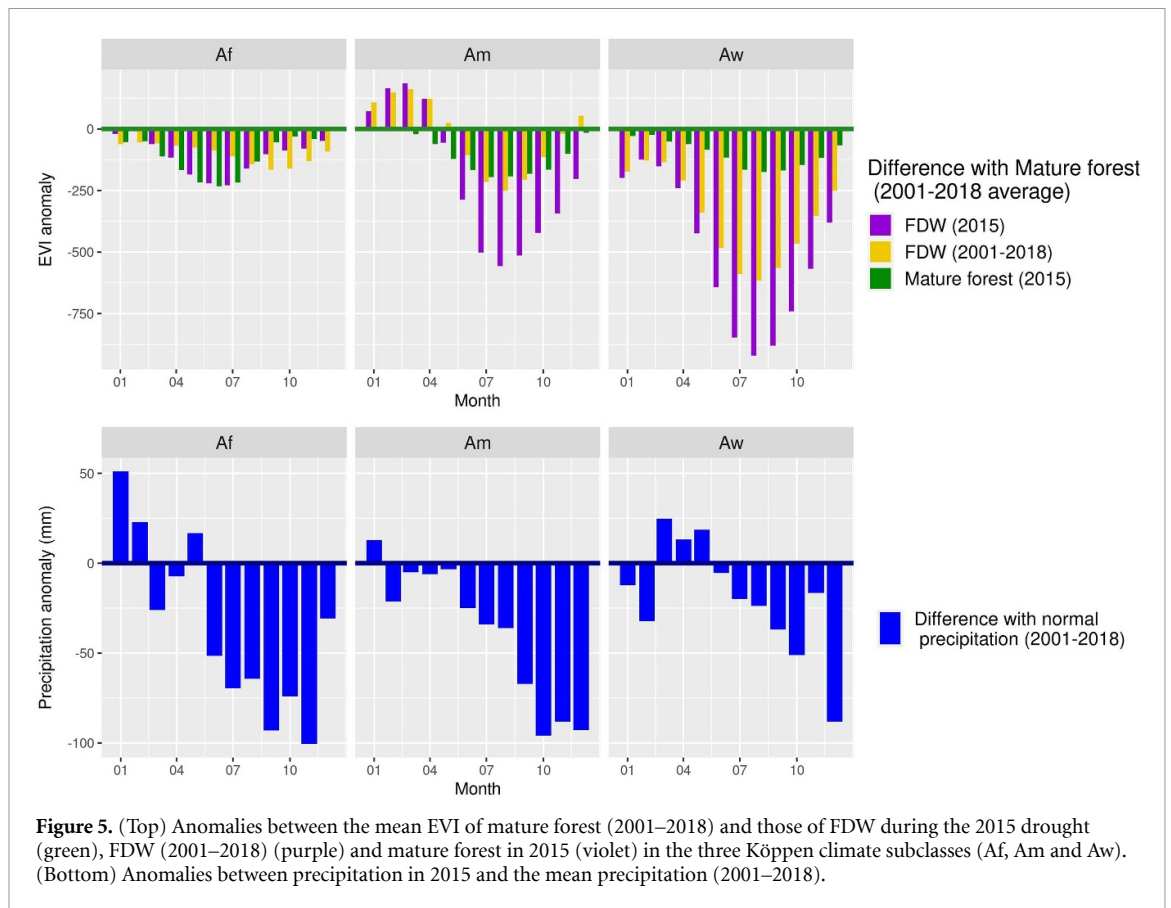 Af
Am
Aw
0
-250
-500
-750
EVI anomaly
01
04
07
10
01
04
07
10
01
04
07
10
Month
Difference with Mature forest
(2001-2018 average)
FDW (2015)
FDW (2001-2018)
Mature forest (2015)
Af
Am
Aw
50
0
-50
-100
Precipitation anomaly (mm)
01
04
07
10
01
04
07
10
01
04
07
10
Month
Difference with normal
precipitation (2001-2018)
Figure 5. (Top) Anomalies between the mean EVI of mature forest (2001–2018) and those of FDW during the 2015 drought
(green), FDW (2001–2018) (purple) and mature forest in 2015 (violet) in the three Köppen climate subclasses (Af, Am and Aw).
(Bottom) Anomalies between precipitation in 2015 and the mean precipitation (2001–2018).